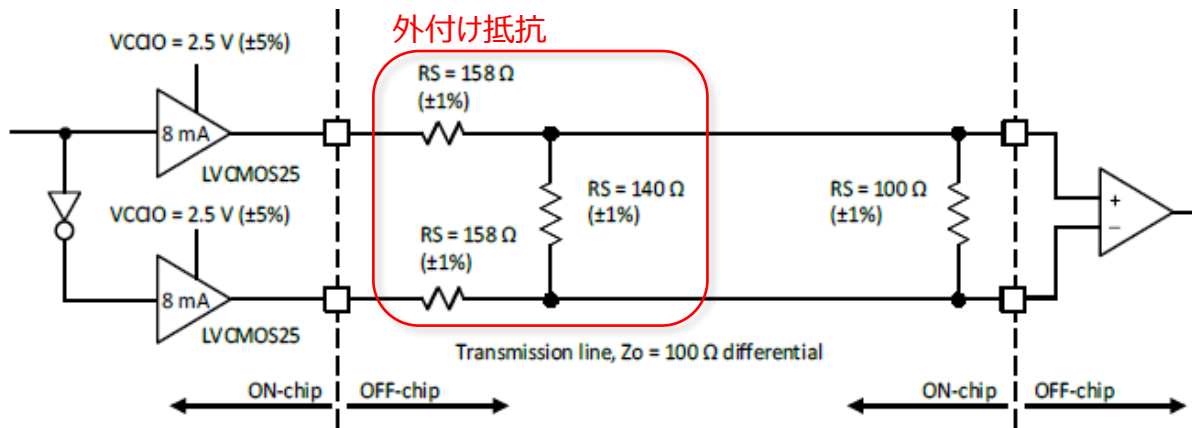 外付け抵抗
VCCIO = 2.5 V (±5%)
8 mA
LVCMOS25
RS = 158 Ω
(±1%)
VCCIO = 2.5 V (±5%)
8 mA
LVCMOS25
RS = 158 Ω
(±1%)
RS = 140 Ω
(±1%)
RS = 100 Ω
(±1%)
+
−
Transmission line, Zo = 100 Ω differential
ON-chip
OFF-chip
ON-chip
OFF-chip